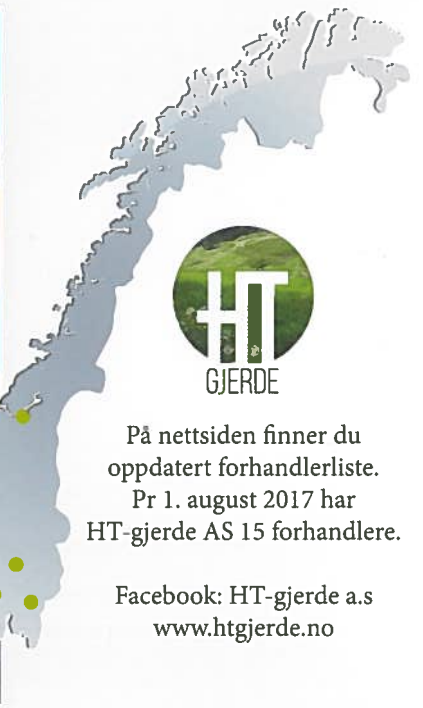 HT
GJERDE
På nettsiden finner du
oppdatert forhandlerliste.
Pr 1. august 2017 har
HT-gjerde AS 15 forhandlere.
Facebook: HT-gjerde a.s
www.htgjerde.no